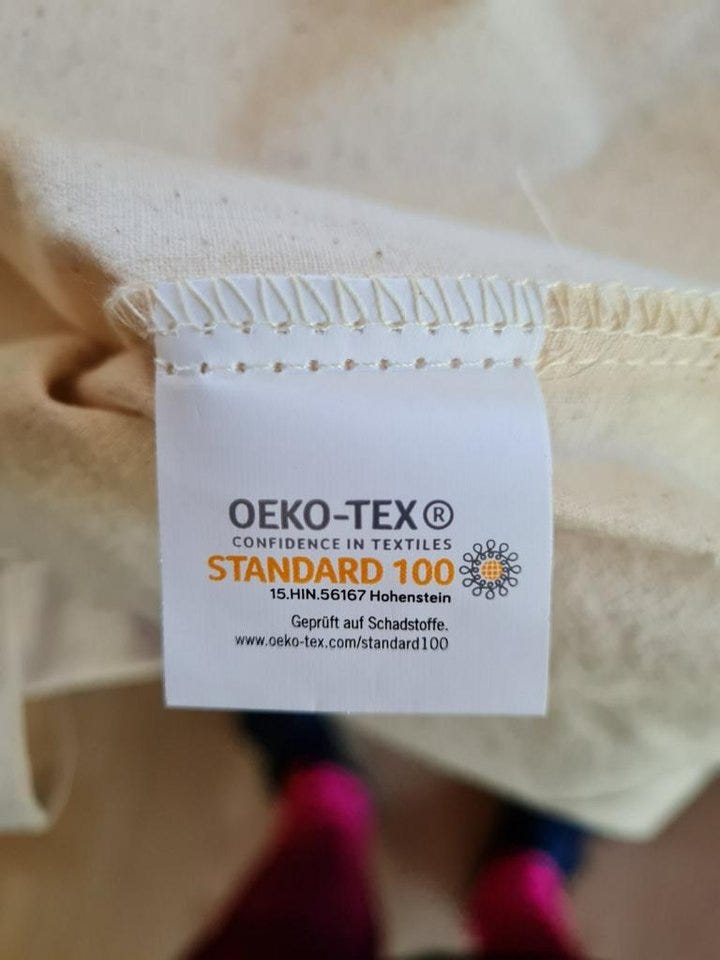 OEKO-TEX®
CONFIDENCE IN TEXTILES
STANDARD 100
15.HIN.56167 Hohenstein
Geprüft auf Schadstoffe.
www.oeko-tex.com/standard100